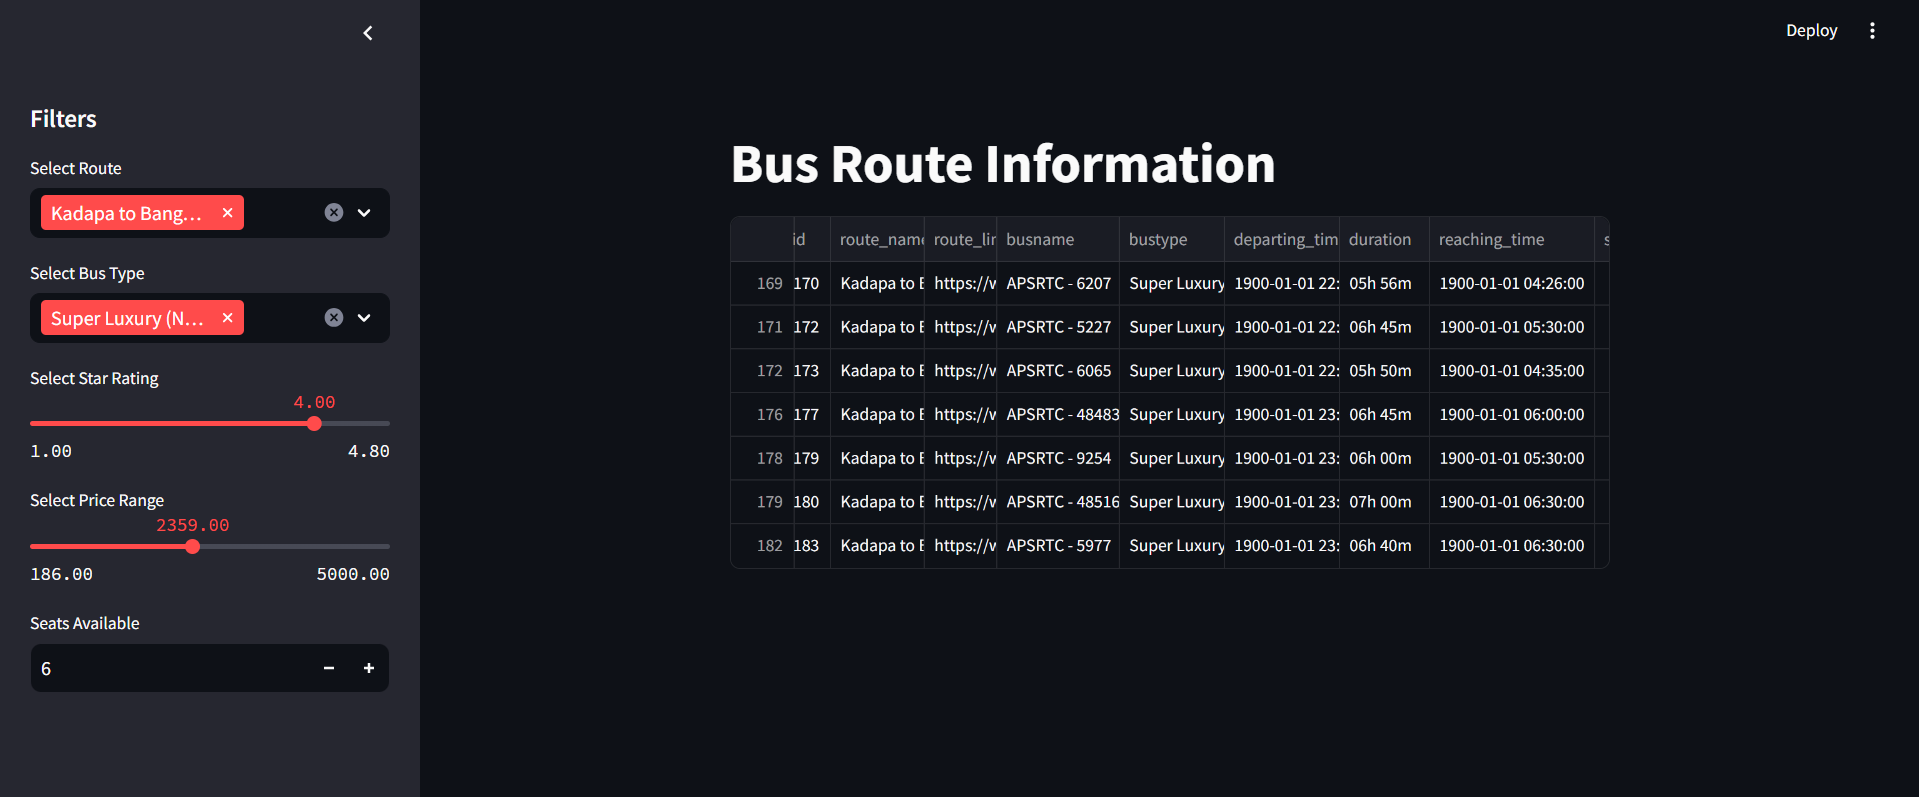 Deploy
Filters
Select Route
Kadapa to Bang...
Select Bus Type
Super Luxury (N...
Select Star Rating
4.00
1.00 4.80
Select Price Range
2359.00
186.00 5000.00
Seats Available
6
Bus Route Information
id route_name route_lin busname bustype departing_tim duration reaching_time s
169 170 Kadapa to B https://w APSRTC - 6207 Super Luxury 1900-01-01 22: 05h 56m 1900-01-01 04:26:00
171 172 Kadapa to B https://w APSRTC - 5227 Super Luxury 1900-01-01 22: 06h 45m 1900-01-01 05:30:00
172 173 Kadapa to B https://w APSRTC - 6065 Super Luxury 1900-01-01 22: 05h 50m 1900-01-01 04:35:00
176 177 Kadapa to B https://w APSRTC - 48483 Super Luxury 1900-01-01 23: 06h 45m 1900-01-01 06:00:00
178 179 Kadapa to B https://w APSRTC - 9254 Super Luxury 1900-01-01 23: 06h 00m 1900-01-01 05:30:00
179 180 Kadapa to B https://w APSRTC - 48516 Super Luxury 1900-01-01 23: 07h 00m 1900-01-01 06:30:00
182 183 Kadapa to B https://w APSRTC - 5977 Super Luxury 1900-01-01 23: 06h 40m 1900-01-01 06:30:00